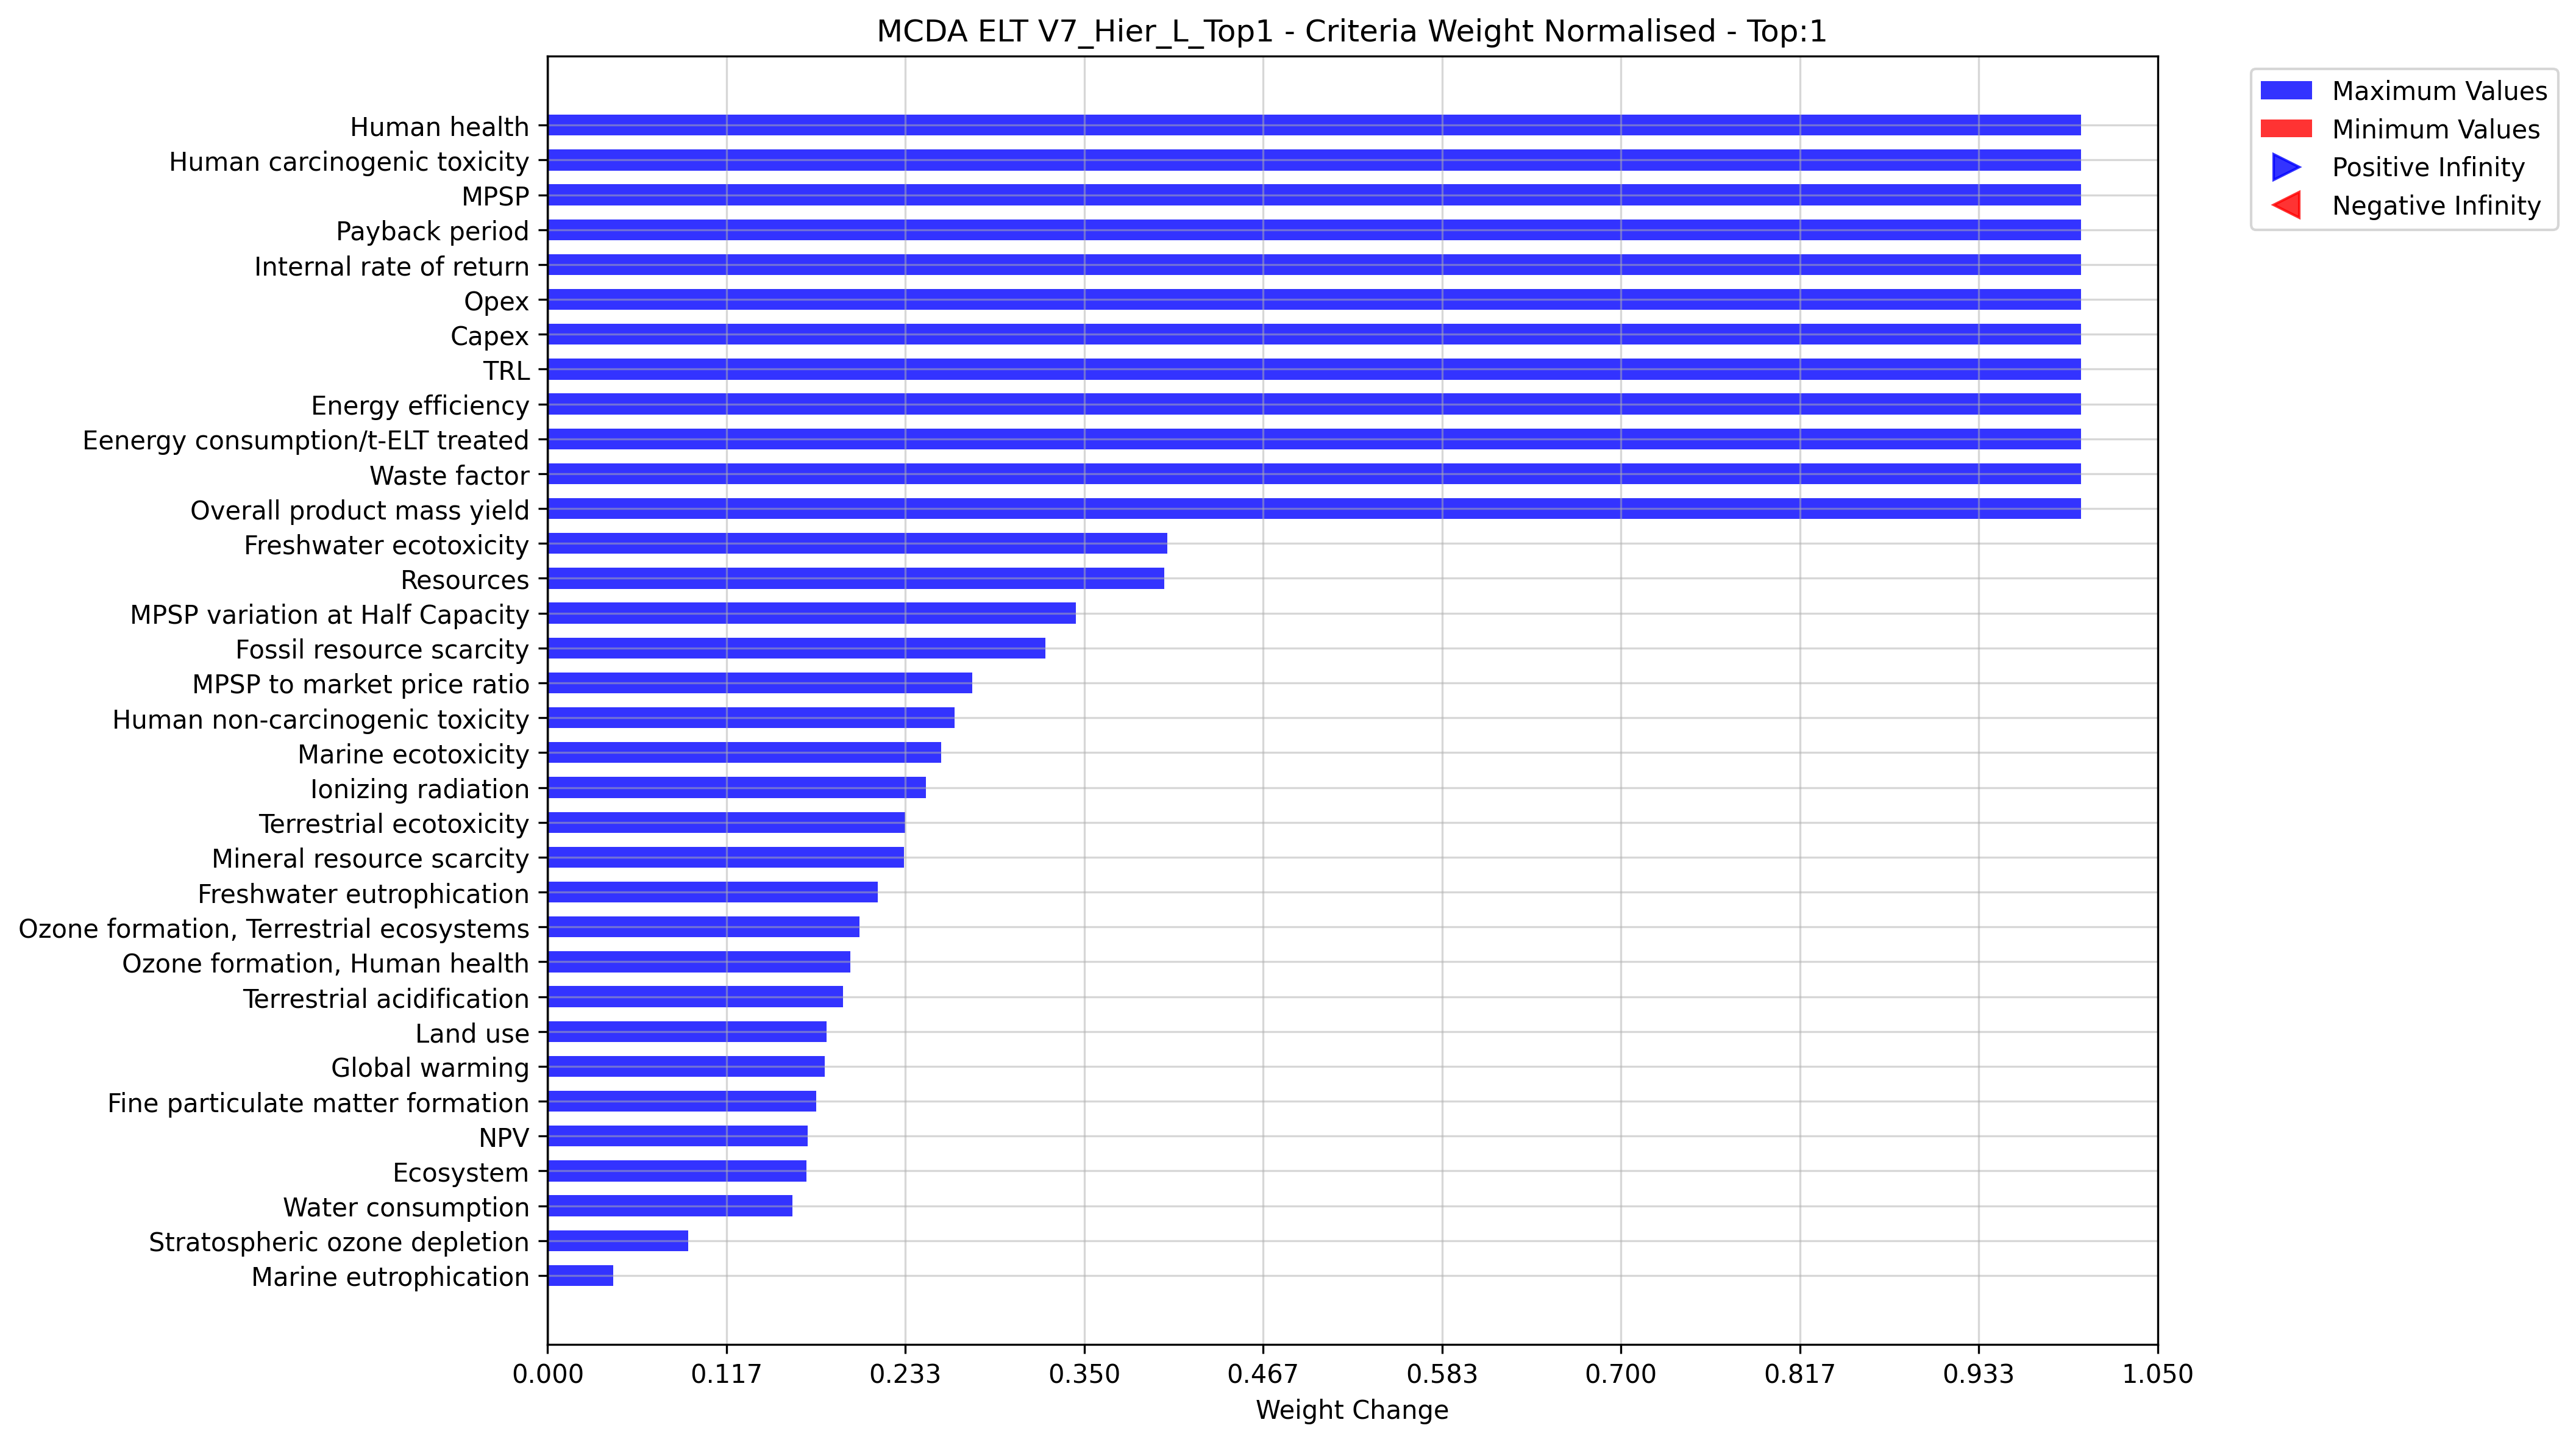 MCDA ELT V7_Hier_L_Top1 - Criteria Weight Normalised - Top:1
Maximum Values
Minimum Values
Positive Infinity
Negative Infinity
Human health
Human carcinogenic toxicity
MPSP
Payback period
Internal rate of return
Opex
Capex
TRL
Energy efficiency
Eenergy consumption/t-ELT treated
Waste factor
Overall product mass yield
Freshwater ecotoxicity
Resources
MPSP variation at Half Capacity
Fossil resource scarcity
MPSP to market price ratio
Human non-carcinogenic toxicity
Marine ecotoxicity
Ionizing radiation
Terrestrial ecotoxicity
Mineral resource scarcity
Freshwater eutrophication
Ozone formation, Terrestrial ecosystems
Ozone formation, Human health
Terrestrial acidification
Land use
Global warming
Fine particulate matter formation
NPV
Ecosystem
Water consumption
Stratospheric ozone depletion
Marine eutrophication
0.000 0.117 0.233 0.350 0.467 0.583 0.700 0.817 0.933 1.050
Weight Change